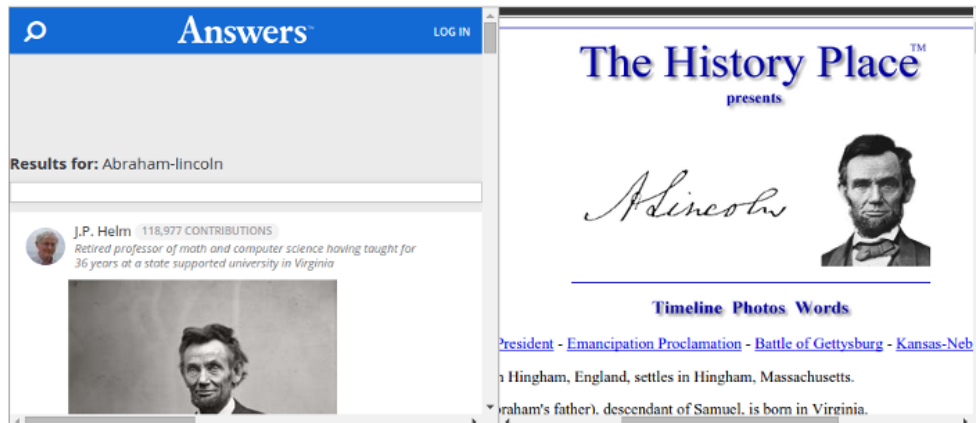 Answers™
LOG IN
Results for: Abraham-lincoln
J.P. Helm 118,977 CONTRIBUTIONS
Retired professor of math and computer science having taught for
36 years at a state supported university in Virginia
The History Place™
presents
A Lincoln
Timeline Photos Words
President - Emancipation Proclamation - Battle of Gettysburg - Kansas-Neb
n Hingham, England, settles in Hingham, Massachusetts.
raham's father), descendant of Samuel, is born in Virginia.